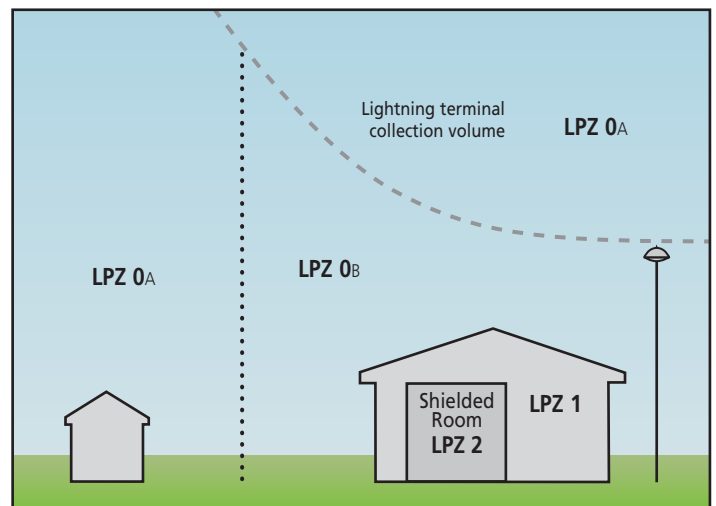 Lightning terminal
collection volume
LPZ 0A
LPZ 0A
LPZ 0B
Shielded
Room
LPZ 2
LPZ 1